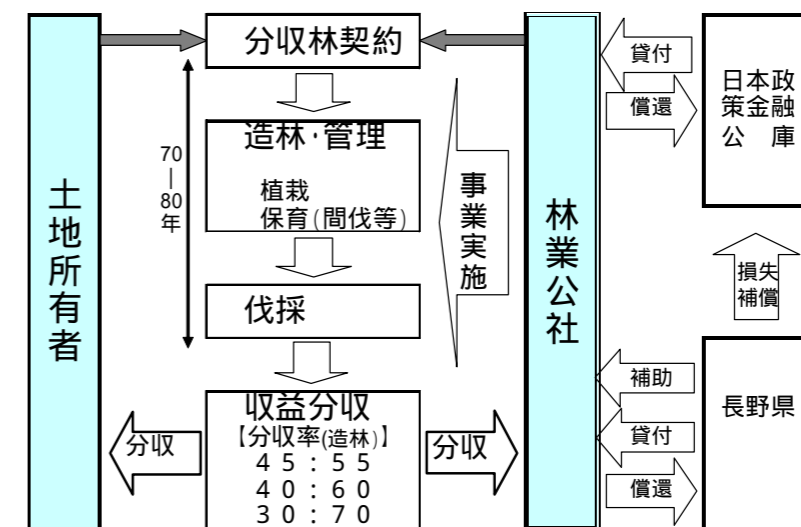 土地所有者
分収林契約
70
|
80
年
造林・管理
植栽
保育(間伐等)
伐採
収益分収
【分収率(造林)】
45:55
40:60
30:70
分収
分収
事業実施
林業公社
貸付
償還
日本政
策金融
公庫
損失
補償
補助
貸付
償還
長野県